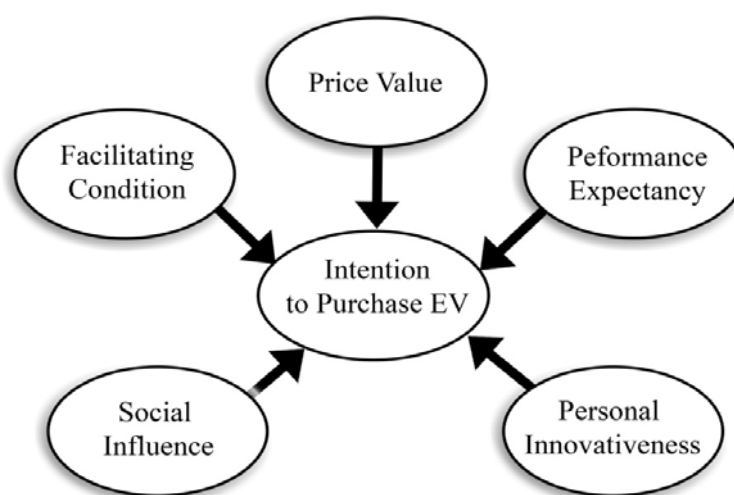 Price Value
Facilitating
Condition
Peformance
Expectancy
Intention
to Purchase EV
Social
Influence
Personal
Innovativeness